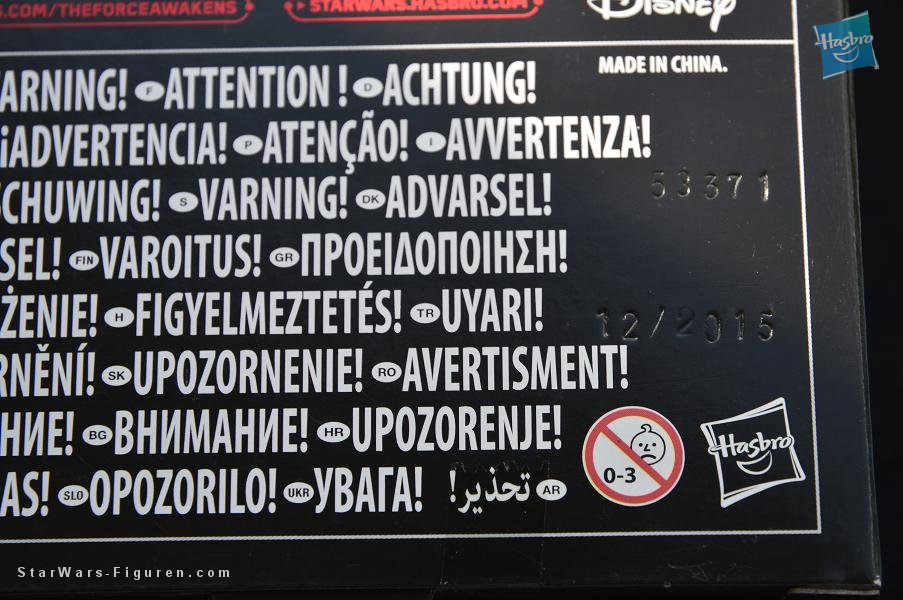 S.COM/THEFORCEAWAKENS STARWARS.HASBRO.COM Disney
Hasbro
MADE IN CHINA.
ARNING! F ATTENTION ! D ACHTUNG!
¡ADVERTENCIA! P ATENÇÃO! I AVVERTENZA!
SCHUWING! S VARNING! DK ADVARSEL!
53371
SEL! FIN VAROITUS! GR ΠΡΟΕΙΔΟΠΟΙΗΣΗ!
ŻENIE! H FIGYELMEZTETÉS! TR UYARI!
12/2015
RNĚNÍ! SK UPOZORNENIE! RO AVERTISMENT!
НИЕ! BG ВНИМАНИЕ! HR UPOZORENJE!
0-3 Hasbro
AS! SLO OPOZORILO! UKR УВАГА! تحذير! AR
StarWars-Figuren.com